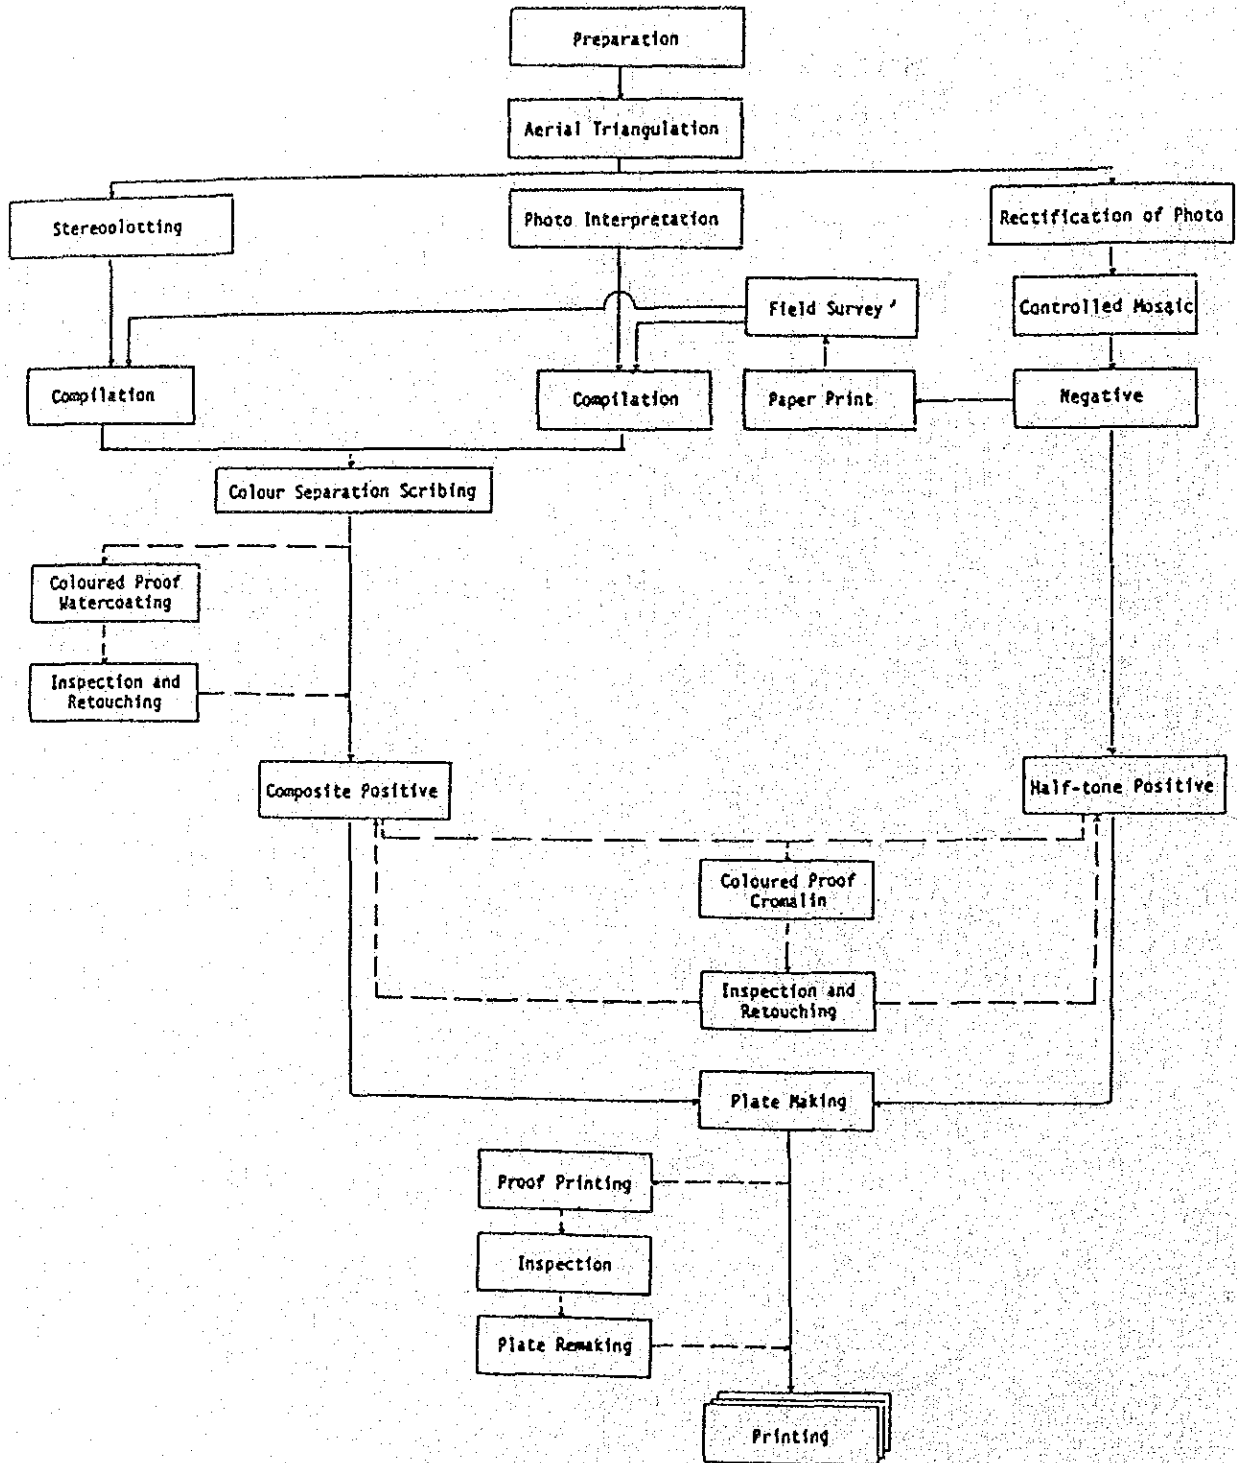 Preparation
Aerial Triangulation
Stereoplotting
Photo Interpretation
Rectification of Photo
Field Survey
Controlled Mosaic
Compilation
Compilation
Paper Print
Negative
Colour Separation Scribing
Coloured Proof
Watercoating
Inspection and
Retouching
Composite Positive
Half-tone Positive
Coloured Proof
Cromalin
Inspection and
Retouching
Plate Making
Proof Printing
Inspection
Plate Remaking
Printing